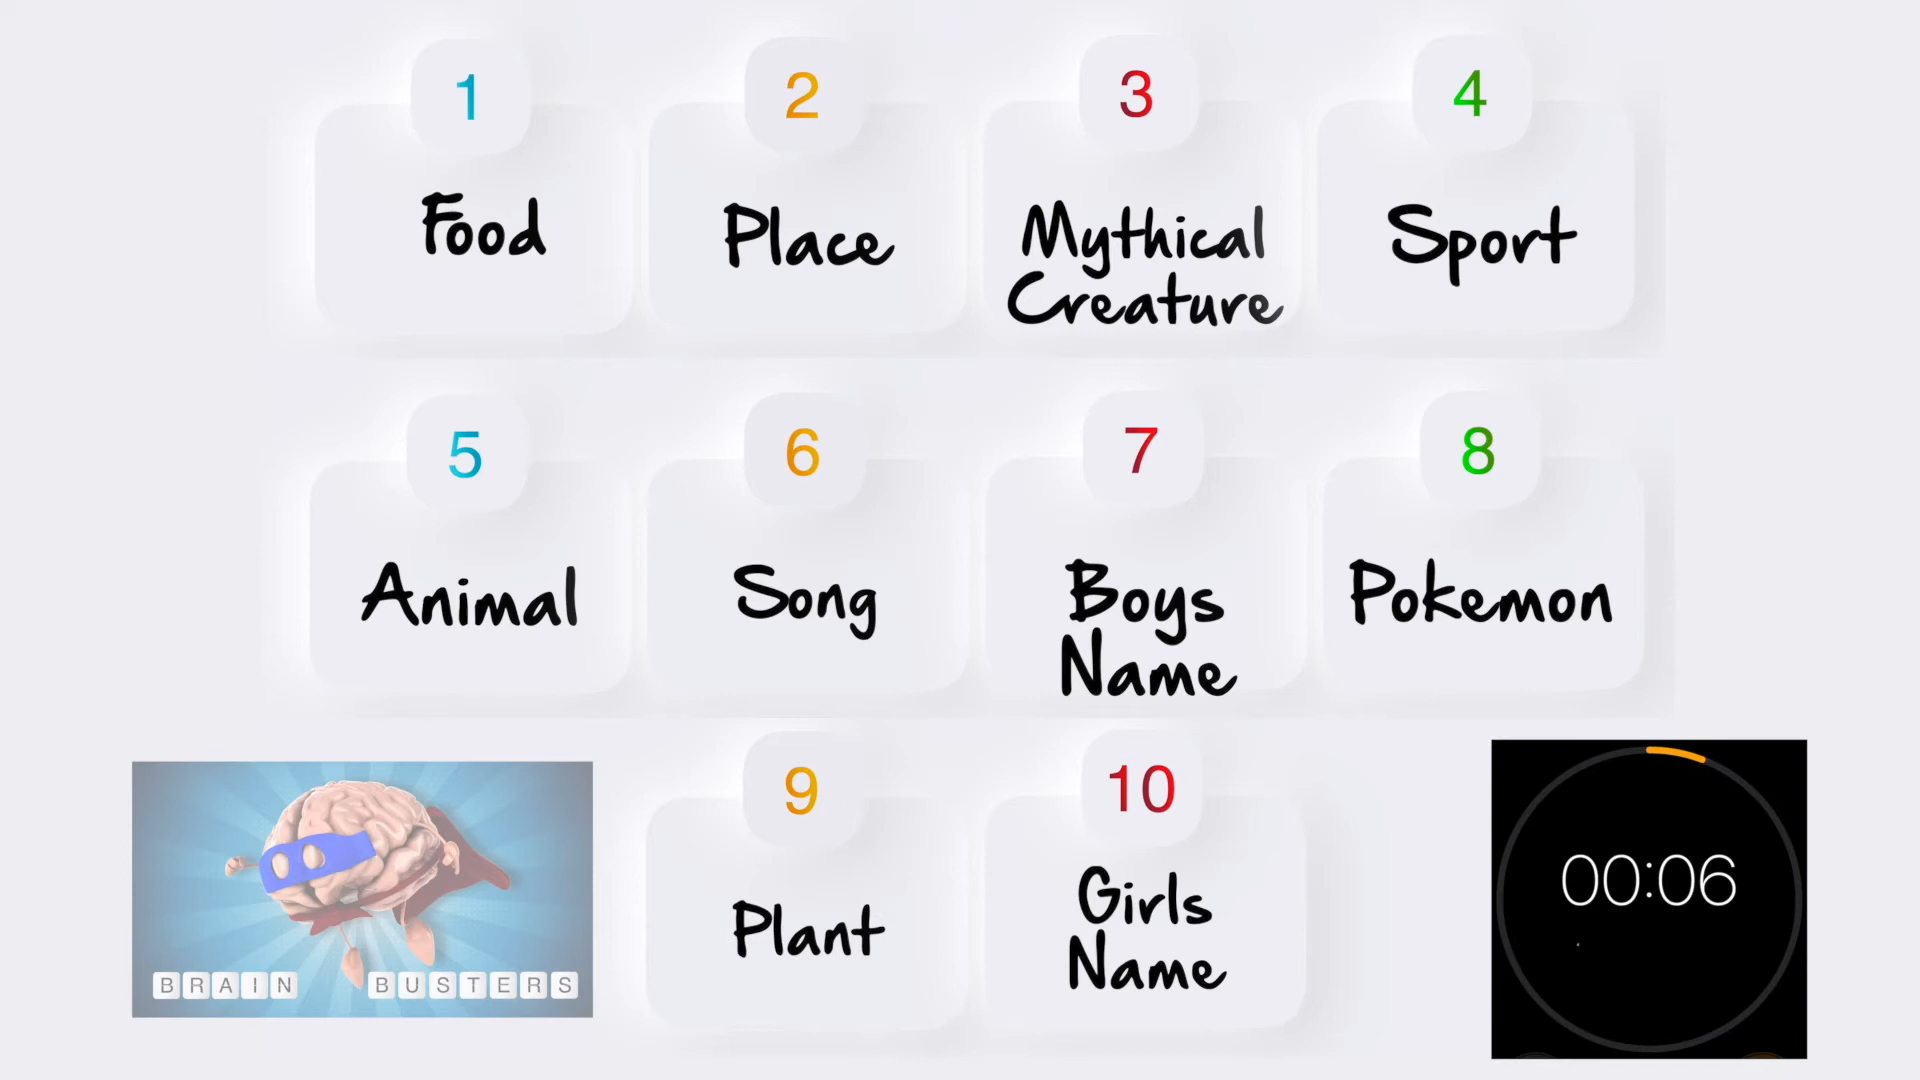 1
Food
2
Place
3
Mythical
Creature
4
Sport
5
Animal
6
Song
7
Boys
Name
8
Pokemon
9
Plant
10
Girls
Name
BRAIN BUSTERS
00:06